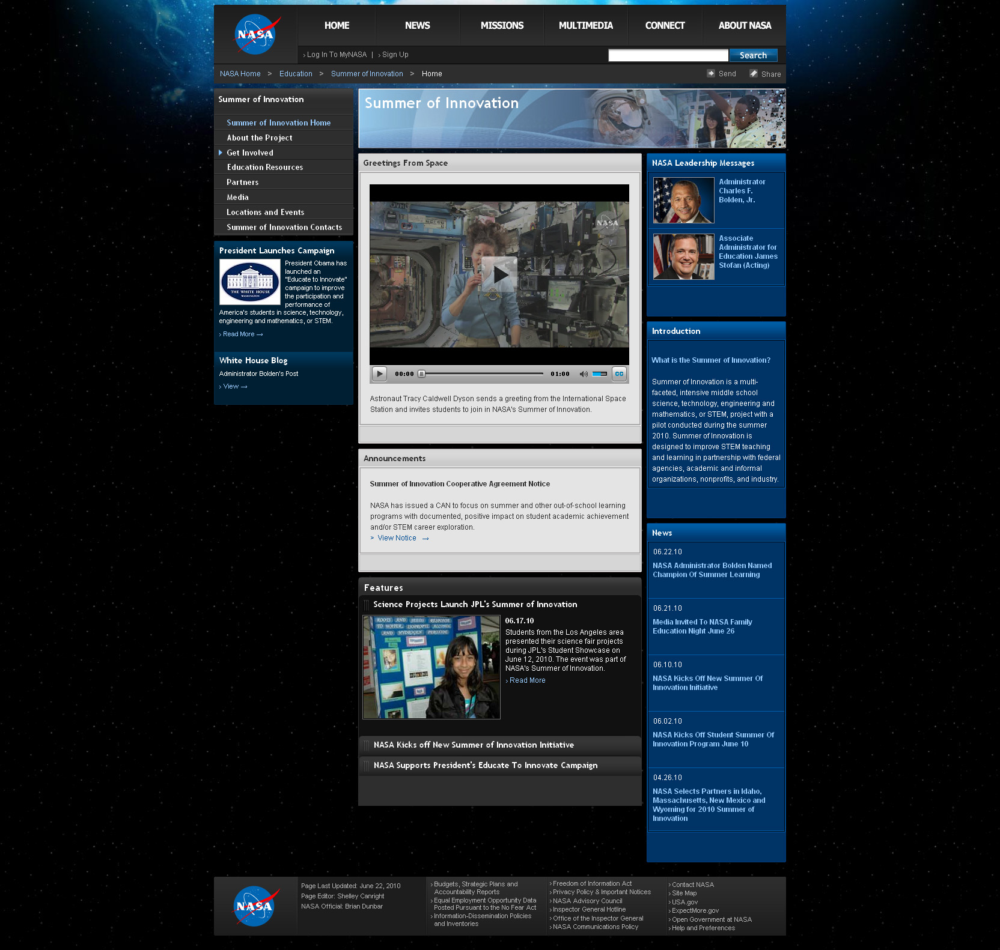 NASA
HOME
NEWS
MISSIONS
MULTIMEDIA
CONNECT
ABOUT NASA
› Log In To MyNASA | › Sign Up
Search
NASA Home > Education > Summer of Innovation > Home
Send
Share
Summer of Innovation
Summer of Innovation Home
About the Project
Get Involved
Education Resources
Partners
Media
Locations and Events
Summer of Innovation Contacts
President Launches Campaign
THE WHITE HOUSE
WASHINGTON
President Obama has
launched an
"Educate to Innovate"
campaign to improve
the participation and
performance of
America's students in science, technology,
engineering and mathematics, or STEM.
› Read More →
White House Blog
Administrator Bolden's Post
› View →
Summer of Innovation
Greetings From Space
NASA
00:00
01:00
CC
Astronaut Tracy Caldwell Dyson sends a greeting from the International Space
Station and invites students to join in NASA's Summer of Innovation.
Announcements
Summer of Innovation Cooperative Agreement Notice
NASA has issued a CAN to focus on summer and other out-of-school learning
programs with documented, positive impact on student academic achievement
and/or STEM career exploration.
> View Notice →
Features
Science Projects Launch JPL's Summer of Innovation
ROOTS AND SEEDS RESPONSE
TO WATER, ISOPROPYL ALCOHOL
AND HYDROGEN PEROXIDE
06.17.10
Students from the Los Angeles area
presented their science fair projects
during JPL's Student Showcase on
June 12, 2010. The event was part of
NASA's Summer of Innovation.
› Read More
NASA Kicks off New Summer of Innovation Initiative
NASA Supports President's Educate To Innovate Campaign
NASA Leadership Messages
Administrator
Charles F.
Bolden, Jr.
Associate
Administrator for
Education James
Stofan (Acting)
Introduction
What is the Summer of Innovation?
Summer of Innovation is a multi-
faceted, intensive middle school
science, technology, engineering and
mathematics, or STEM, project with a
pilot conducted during the summer
2010. Summer of Innovation is
designed to improve STEM teaching
and learning in partnership with federal
agencies, academic and informal
organizations, nonprofits, and industry.
News
06.22.10
NASA Administrator Bolden Named
Champion Of Summer Learning
06.21.10
Media Invited To NASA Family
Education Night June 26
06.10.10
NASA Kicks Off New Summer Of
Innovation Initiative
06.02.10
NASA Kicks Off Student Summer Of
Innovation Program June 10
04.26.10
NASA Selects Partners in Idaho,
Massachusetts, New Mexico and
Wyoming for 2010 Summer of
Innovation
NASA
Page Last Updated: June 22, 2010
Page Editor: Shelley Canright
NASA Official: Brian Dunbar
› Budgets, Strategic Plans and
Accountability Reports
› Equal Employment Opportunity Data
Posted Pursuant to the No Fear Act
› Information-Dissemination Policies
and Inventories
› Freedom of Information Act
› Privacy Policy & Important Notices
› NASA Advisory Council
› Inspector General Hotline
› Office of the Inspector General
› NASA Communications Policy
› Contact NASA
› Site Map
› USA.gov
› ExpectMore.gov
› Open Government at NASA
› Help and Preferences